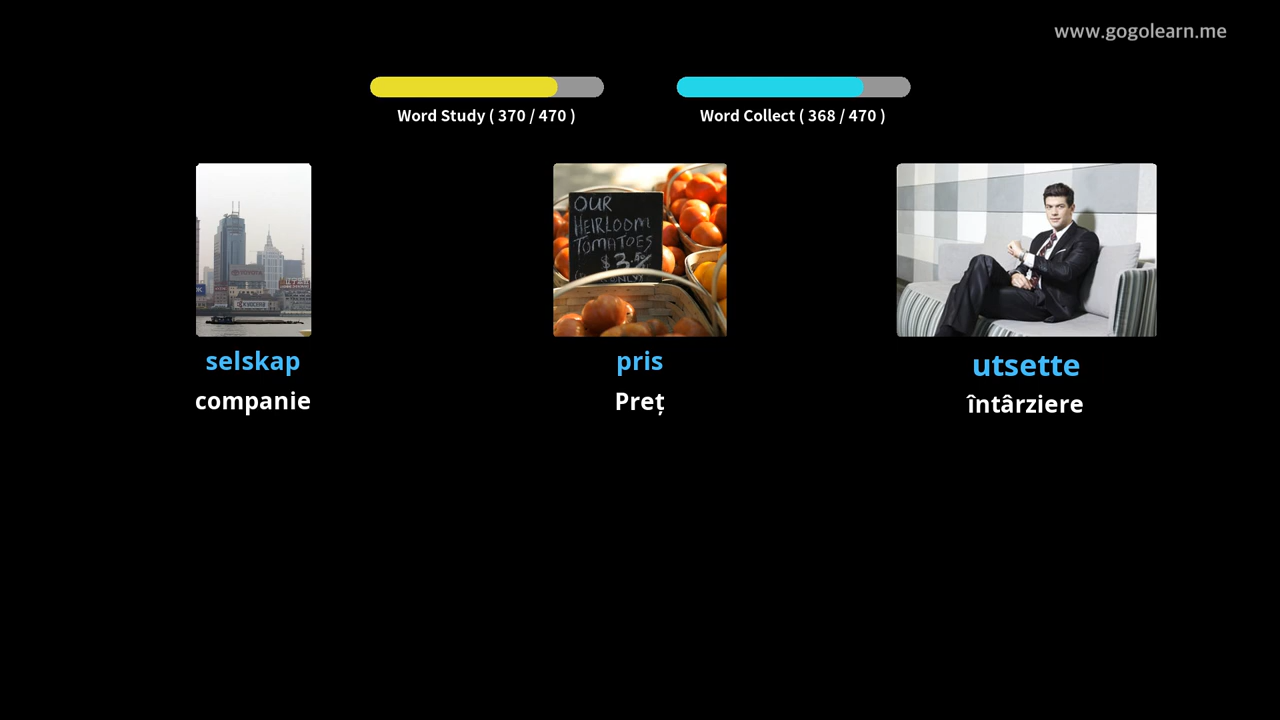 www.gogolearn.me
Word Study ( 370 / 470 )
Word Collect ( 368 / 470 )
TOYOTA
OUR
HEIRLOOM
TOMATOES
selskap
pris
utsette
companie
Preț
întârziere